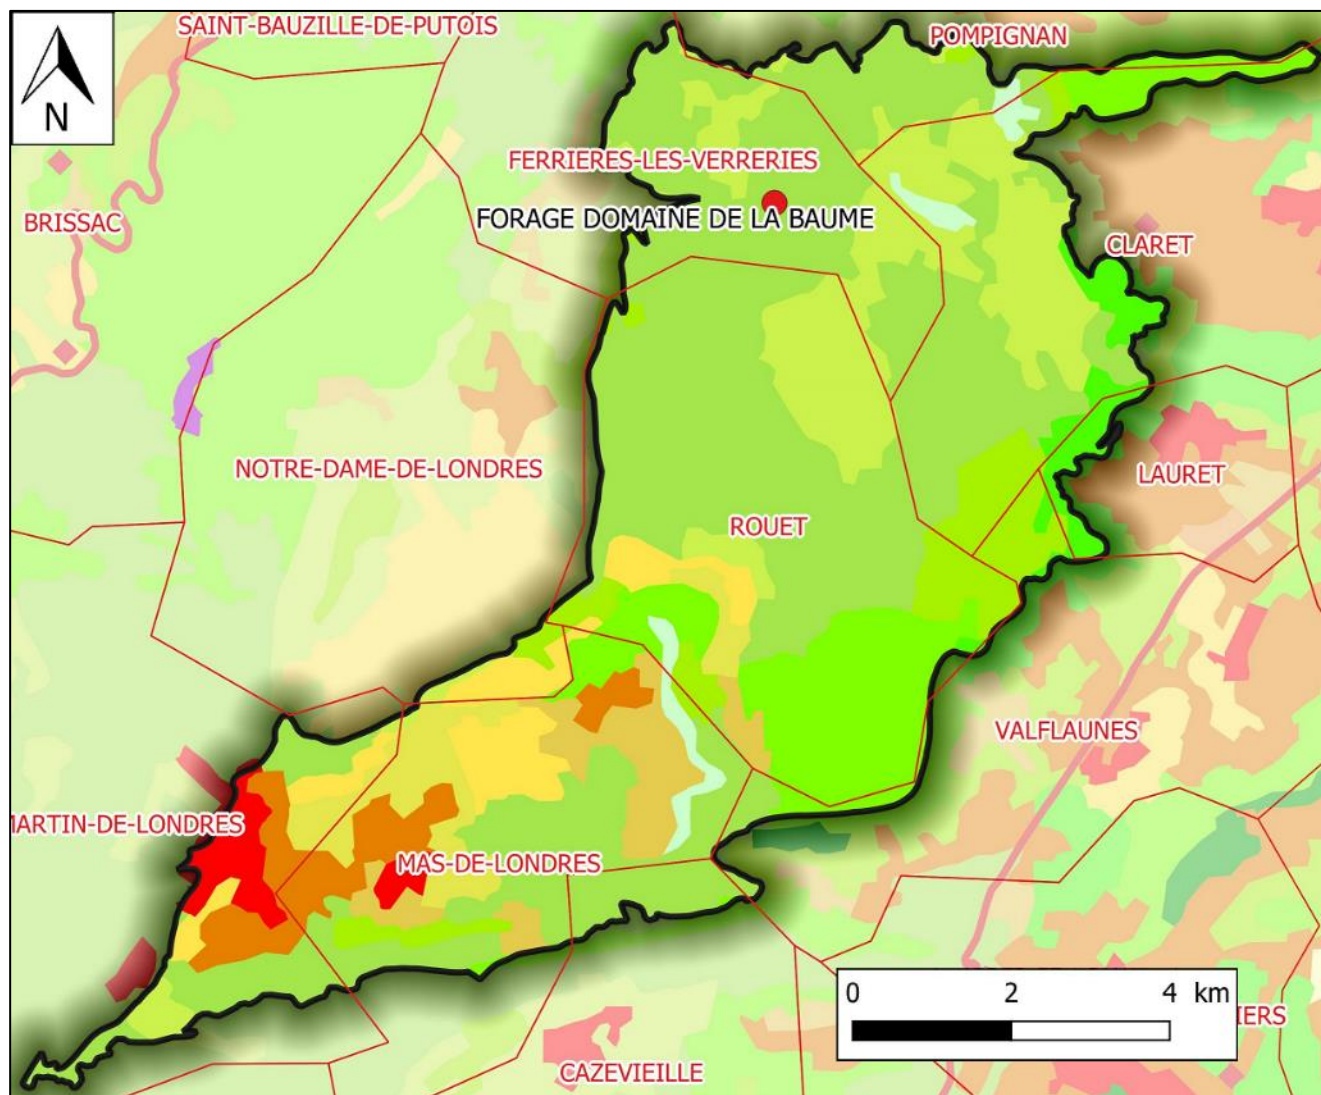 SAINT-BAUZILLE-DE-PUTOIS
POMPIGNAN
N
FERRIERES-LES-VERRERIES
BRISSAC
FORAGE DOMAINE DE LA BAUME
CLARET
NOTRE-DAME-DE-LONDRES
LAURET
ROUET
VALFLAUNES
MARTIN-DE-LONDRES
MAS-DE-LONDRES
0 2 4 km
IERS
CAZEVIEILLE